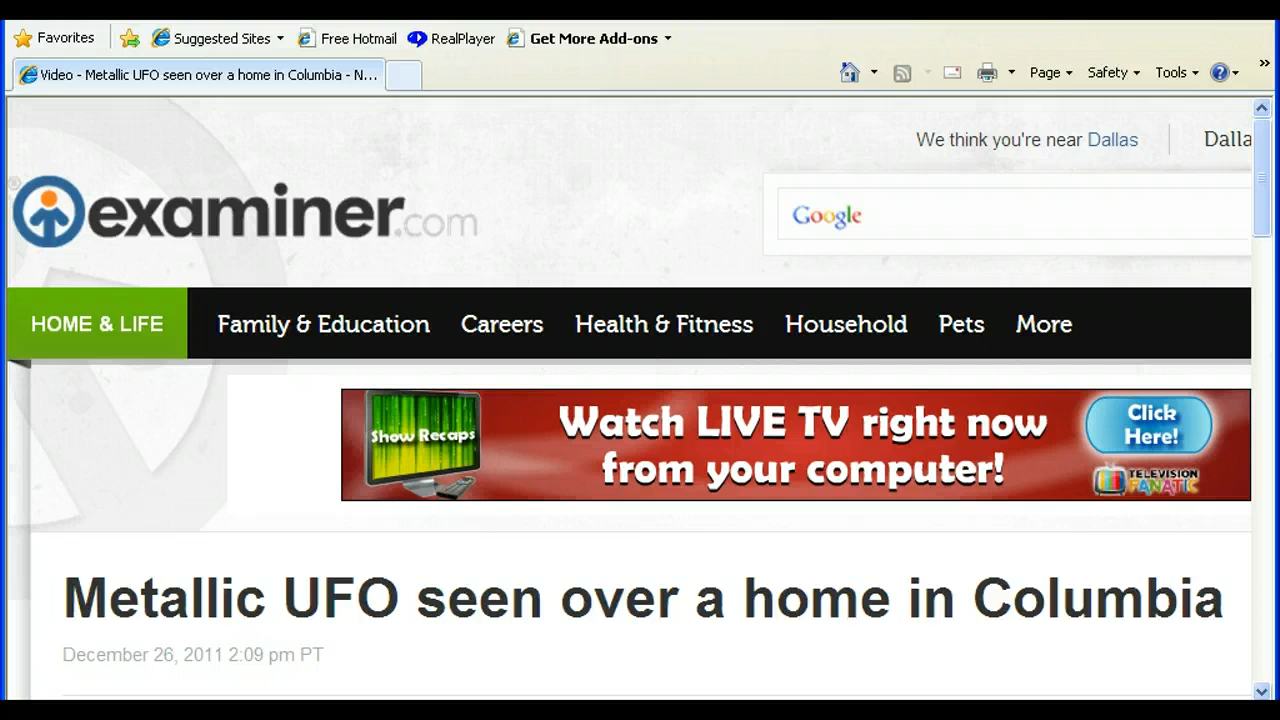 Favorites
Suggested Sites
Free Hotmail
RealPlayer
Get More Add-ons
Video - Metallic UFO seen over a home in Columbia - N...
Page
Safety
Tools
»
We think you're near Dallas
Dalla
examiner.com
Google
HOME & LIFE
Family & Education
Careers
Health & Fitness
Household
Pets
More
Show Recaps
Watch LIVE TV right now
from your computer!
Click
Here!
TELEVISION
FANATIC
Metallic UFO seen over a home in Columbia
December 26, 2011 2:09 pm PT